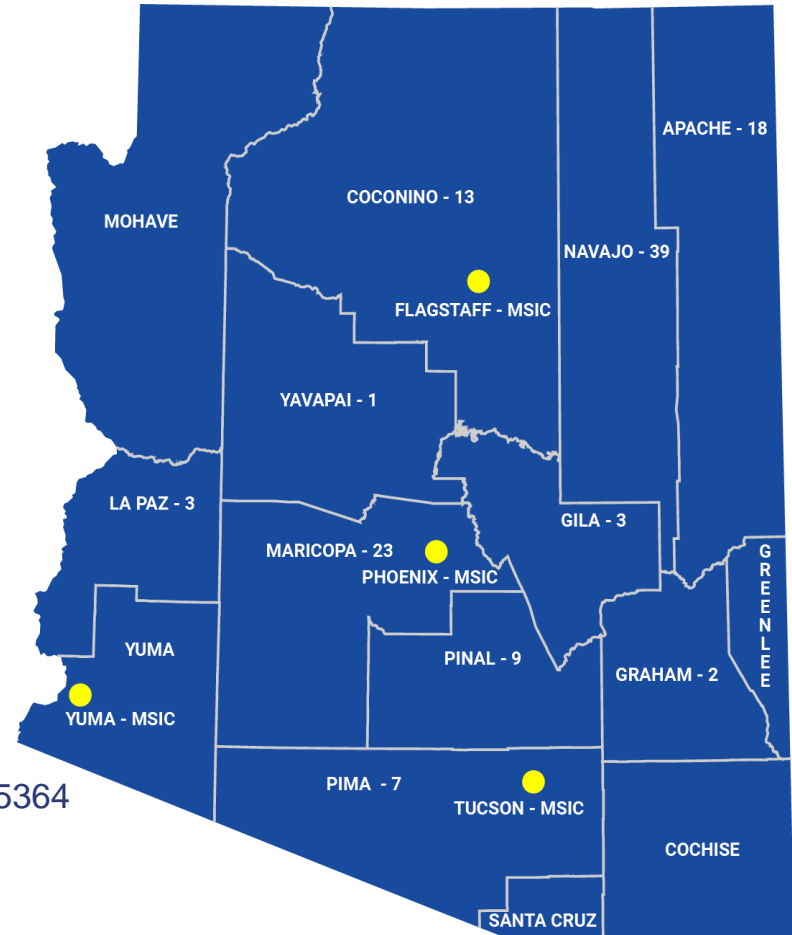 APACHE - 18
COCONINO - 13
MOHAVE
NAVAJO - 39
FLAGSTAFF - MSIC
YAVAPAI - 1
LA PAZ - 3
GILA - 3
MARICOPA - 23
PHOENIX - MSIC
GREENLEE
YUMA
PINAL - 9
GRAHAM - 2
YUMA - MSIC
PIMA - 7
5364
TUCSON - MSIC
COCHISE
SANTA CRUZ